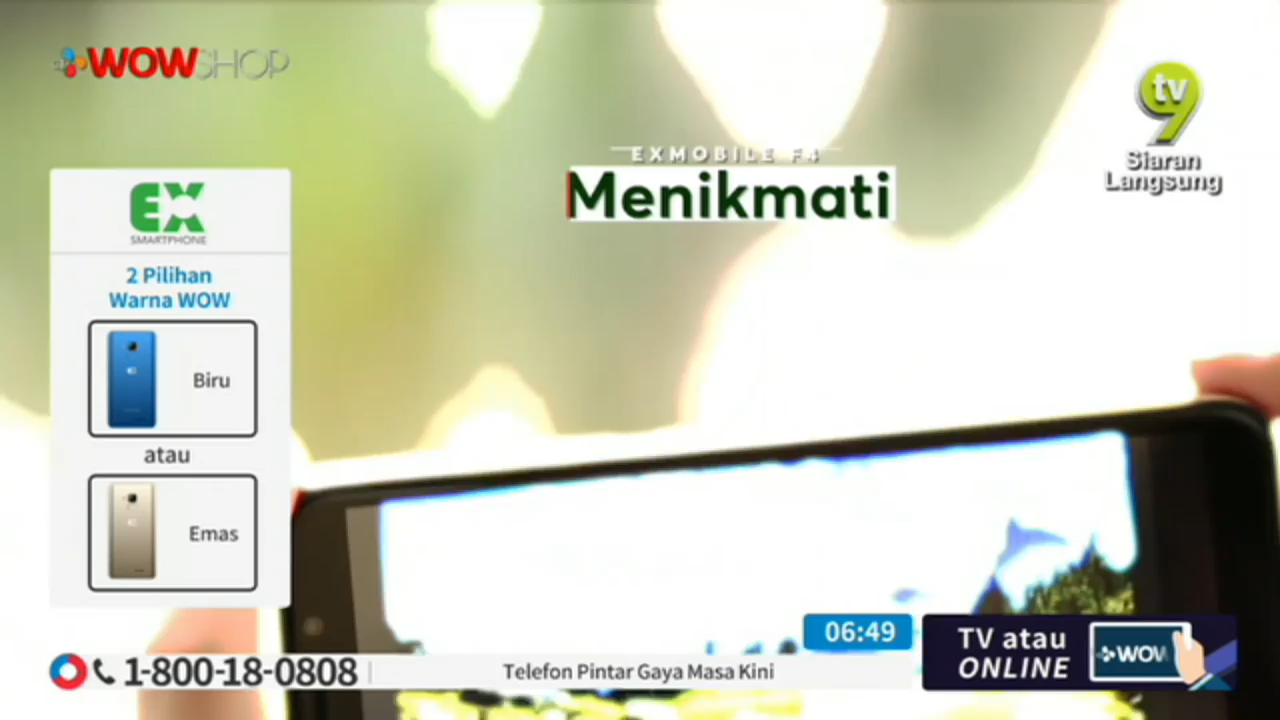 WOWSHOP
tv9
Siaran
Langsung
EXMOBILE F4
Menikmati
EX
SMARTPHONE
2 Pilihan
Warna WOW
Biru
atau
Emas
06:49
TV atau
ONLINE
WOW
1-800-18-0808
Telefon Pintar Gaya Masa Kini